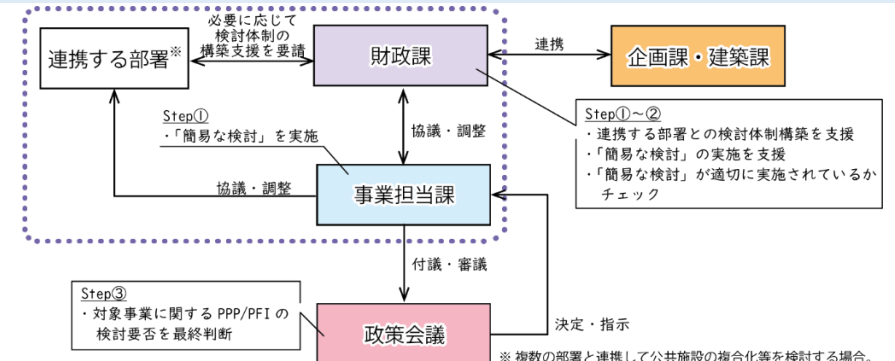 必要に応じて
検討体制の
構築支援を要請
連携する部署※
財政課
連携
企画課・建築課
Step①
・「簡易な検討」を実施
協議・調整
Step①～②
・連携する部署との検討体制構築を支援
・「簡易な検討」の実施を支援
・「簡易な検討」が適切に実施されているか
チェック
協議・調整
事業担当課
付議・審議
Step③
・対象事業に関する PPP/PFI の
検討要否を最終判断
政策会議
決定・指示
※ 複数の部署と連携して公共施設の複合化等を検討する場合。